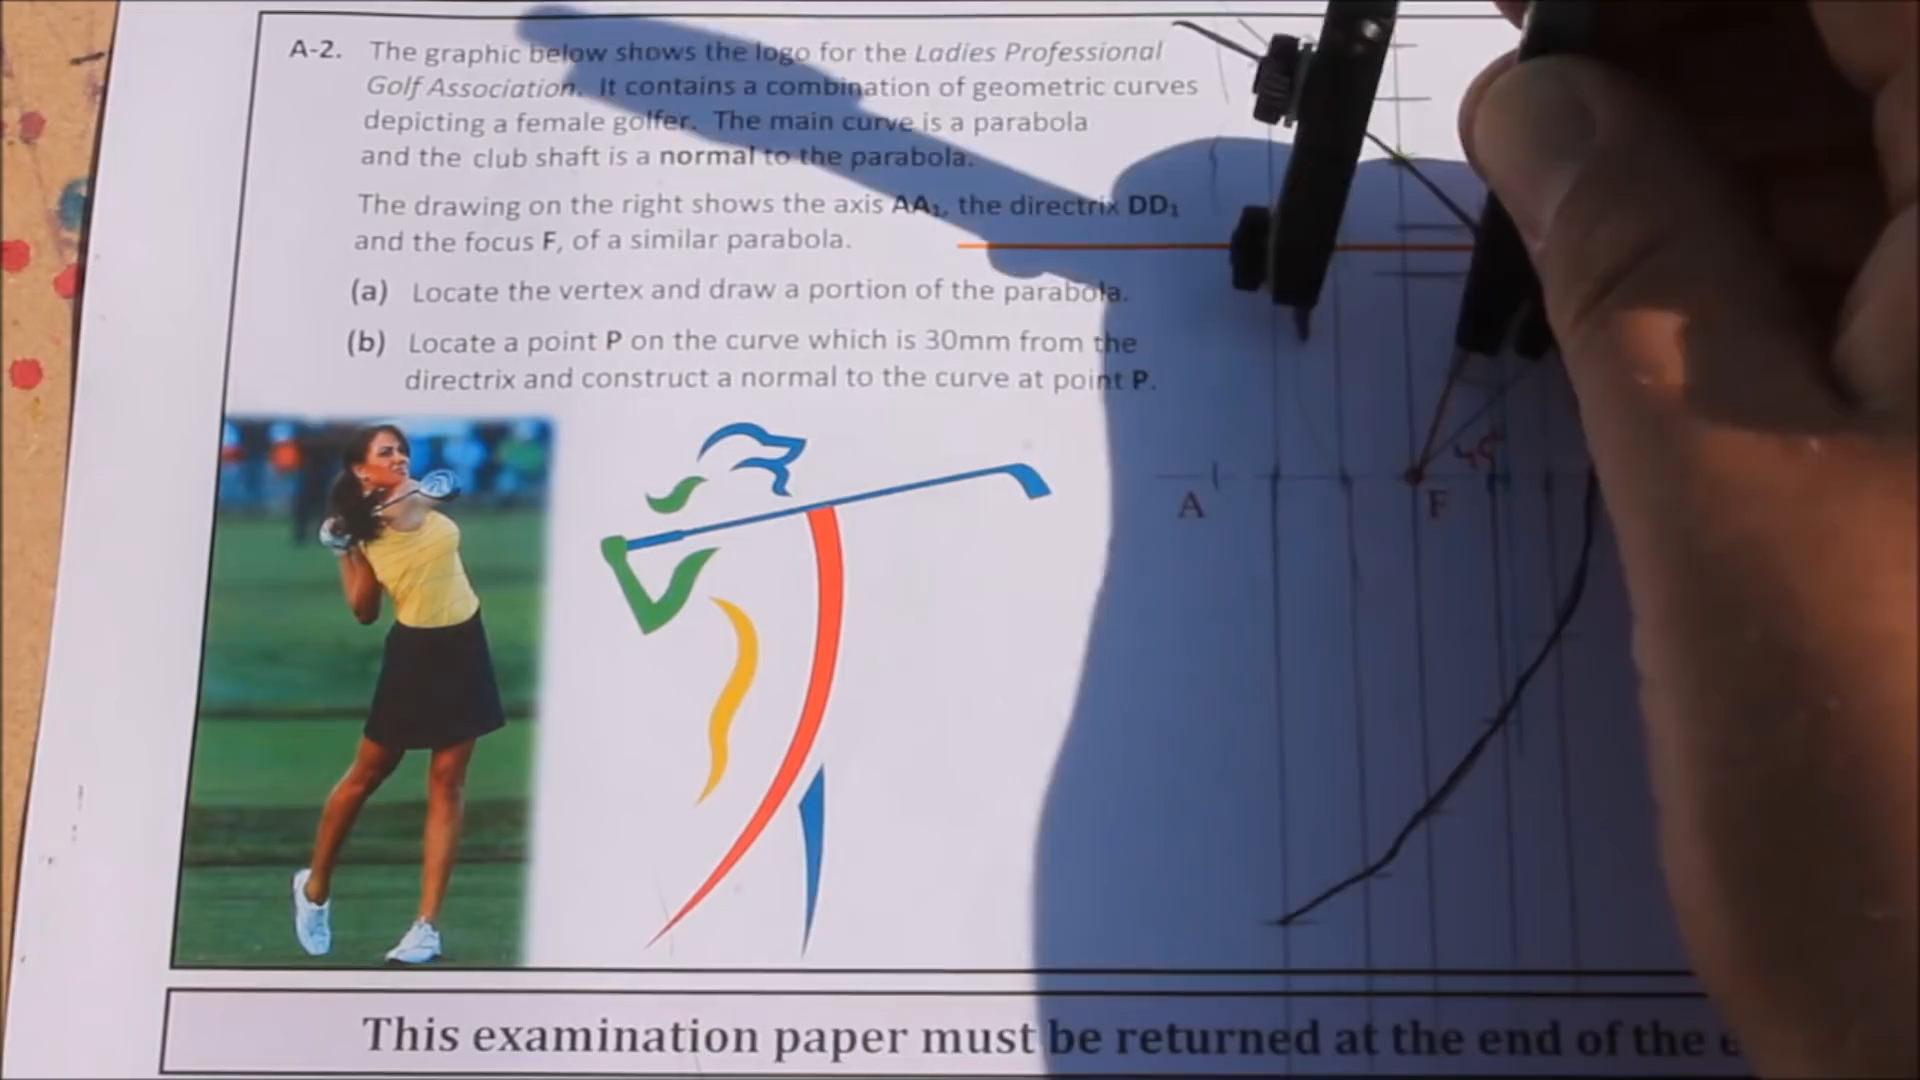 A-2. The graphic below shows the logo for the Ladies Professional
Golf Association. It contains a combination of geometric curves
depicting a female golfer. The main curve is a parabola
and the club shaft is a normal to the parabola.
The drawing on the right shows the axis AA₁, the directrix DD₁
and the focus F, of a similar parabola.
(a) Locate the vertex and draw a portion of the parabola.
(b) Locate a point P on the curve which is 30mm from the
directrix and construct a normal to the curve at point P.
45
A F
This examination paper must be returned at the end of the